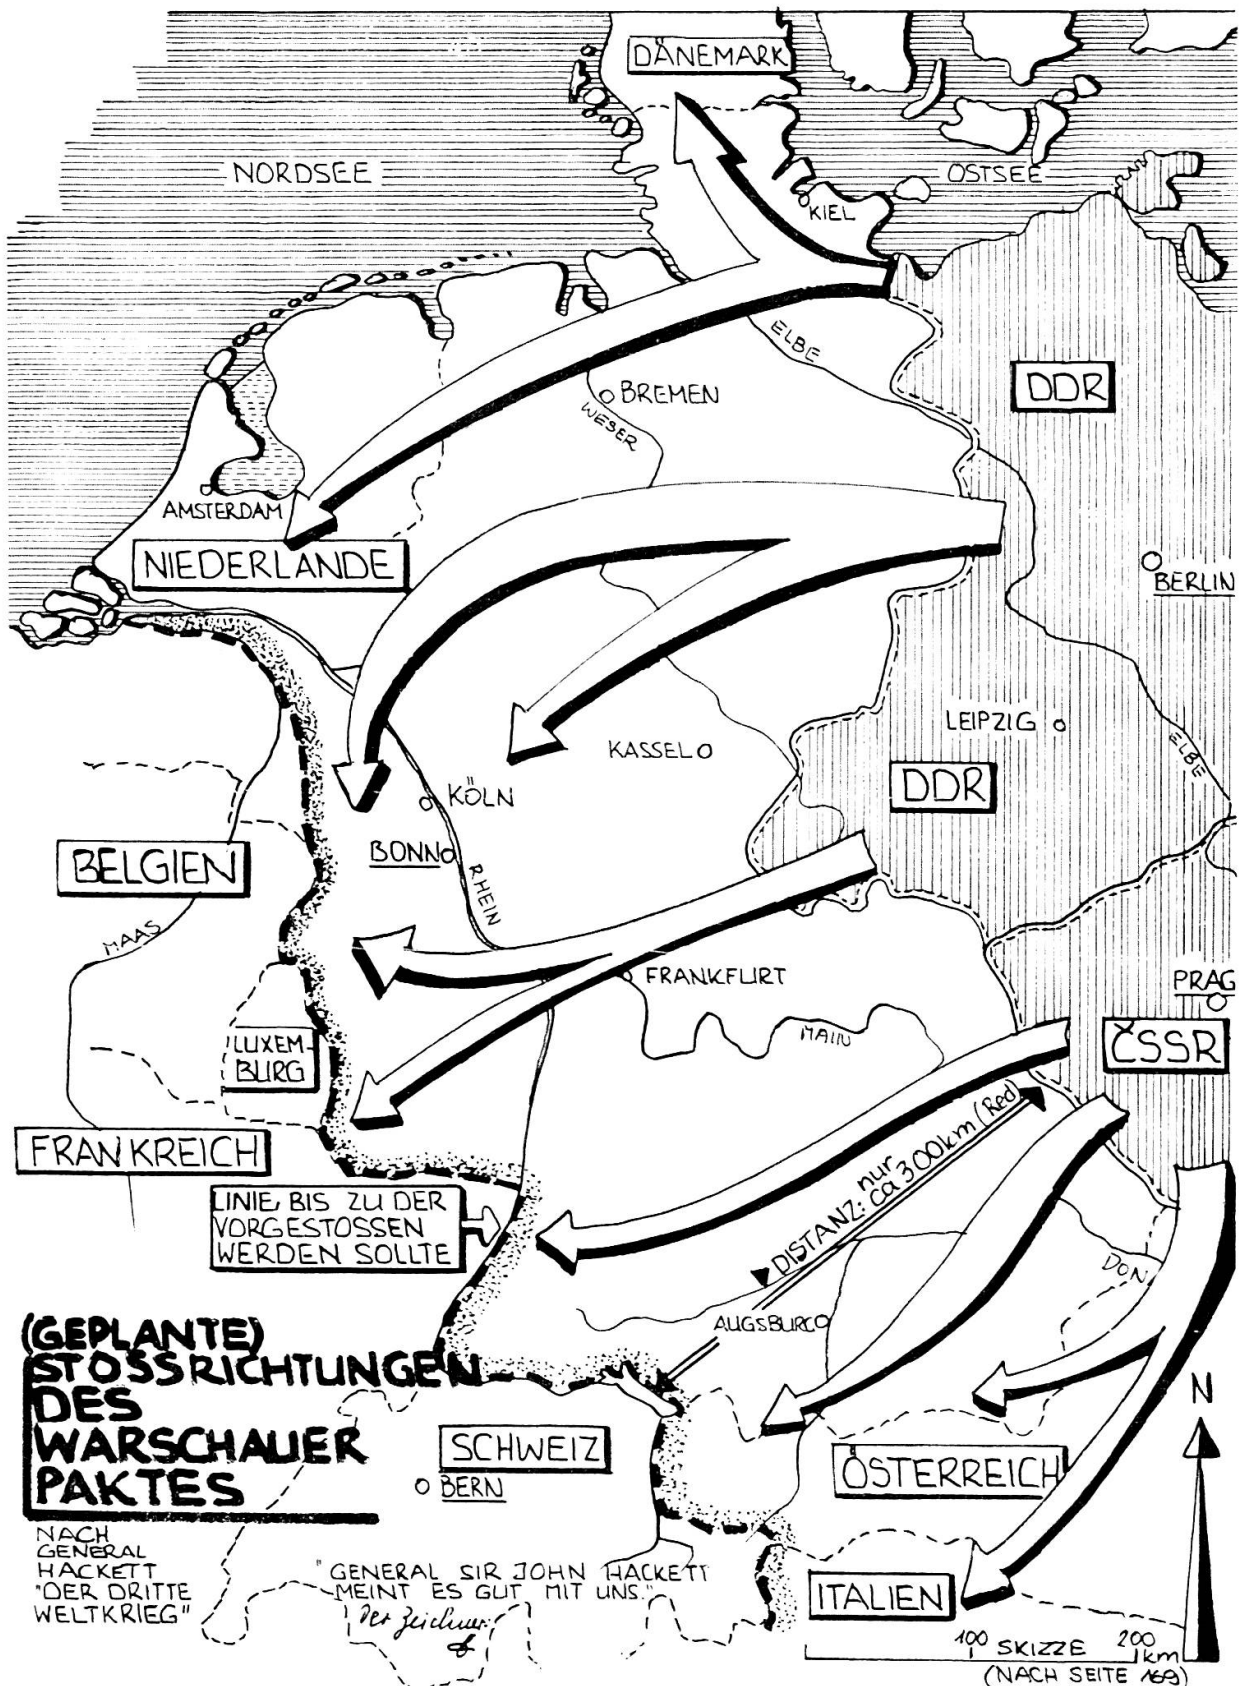 DÄNEMARK
NORDSEE
OSTSEE
KIEL
ELBE
DDR
BREMEN
WESER
AMSTERDAM
NIEDERLANDE
BERLIN
LEIPZIG
KASSEL
ELBE
DDR
KÖLN
BELGIEN
BONN
RHEIN
MAAS
FRANKFURT
PRAG
MAIN
LUXEM-
BURG
ČSSR
FRANKREICH
DISTANZ: nur
ca 300km (Red)
LINIE BIS ZU DER
VORGESTOSSEN
WERDEN SOLLTE
DON
AUGSBURG
(GEPLANTE)
STOSSRICHTUNGEN
DES
WARSCHAUER
PAKTES
N
SCHWEIZ
BERN
ÖSTERREICH
NACH
GENERAL
HACKETT
"DER DRITTE
WELTKRIEG"
"GENERAL SIR JOHN HACKETT
MEINT ES GUT MIT UNS."
Der Zeichner
ITALIEN
100 SKIZZE 200
km
(NACH SEITE 169)